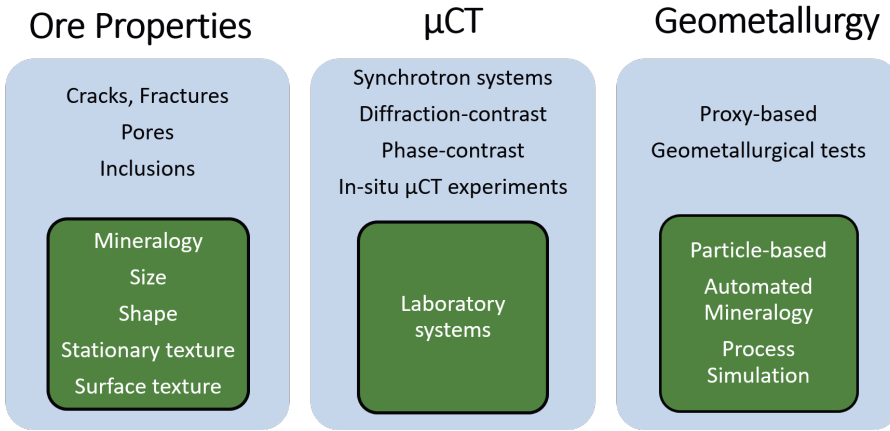 Ore Properties
Cracks, Fractures
Pores
Inclusions
Mineralogy
Size
Shape
Stationary texture
Surface texture
µCT
Synchrotron systems
Diffraction-contrast
Phase-contrast
In-situ µCT experiments
Laboratory
systems
Geometallurgy
Proxy-based
Geometallurgical tests
Particle-based
Automated
Mineralogy
Process
Simulation